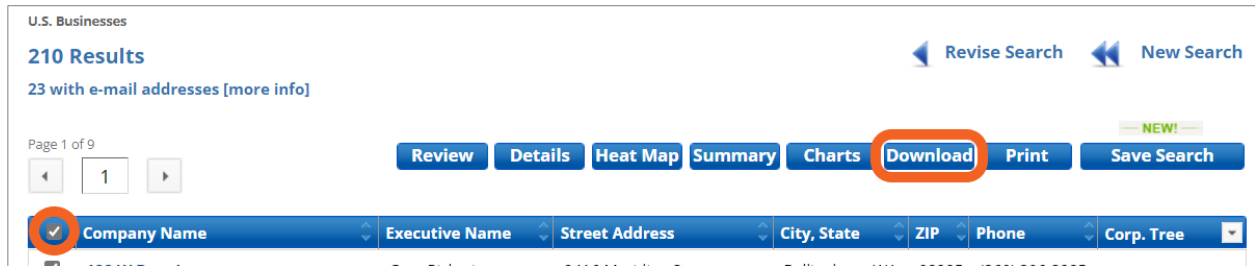 U.S. Businesses
210 Results
Revise Search
New Search
23 with e-mail addresses [more info]
NEW!
Page 1 of 9
Review Details Heat Map Summary Charts Download Print Save Search
1
Company Name Executive Name Street Address City, State ZIP Phone Corp. Tree